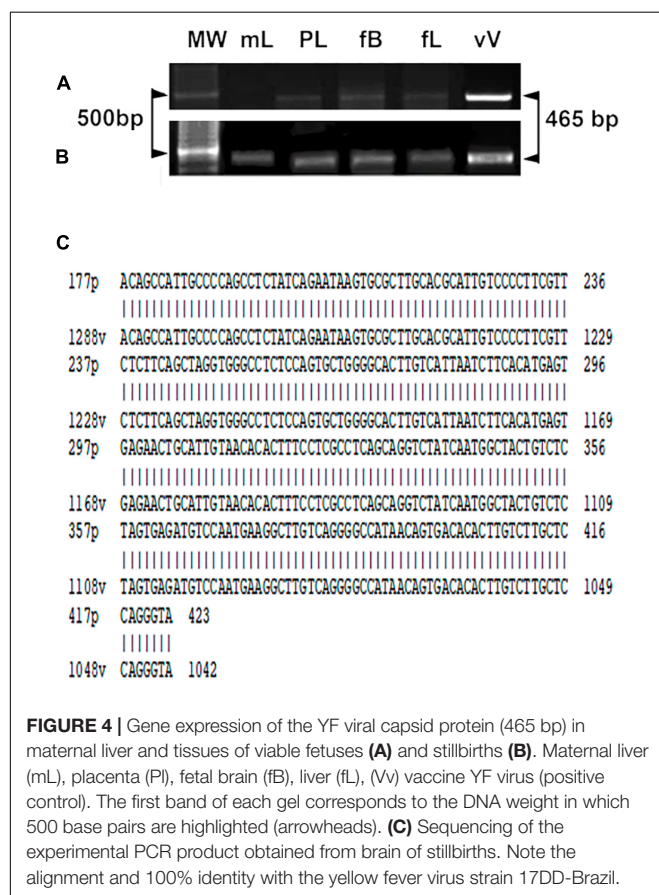 MW mL PL fB fL vV
A
500bp
465 bp
B
C
177p ACAGCCATTGCCCCAGCCTCTATCAGAATAAGTGCGCTTGCACGCATTGTCCCCTTCGTT 236
1288v ACAGCCATTGCCCCAGCCTCTATCAGAATAAGTGCGCTTGCACGCATTGTCCCCTTCGTT 1229
237p CTCTTCAGCTAGGTGGGCCTCTCCAGTGCTGGGGCACTTGTCATTAATCTTCACATGAGT 296
1228v CTCTTCAGCTAGGTGGGCCTCTCCAGTGCTGGGGCACTTGTCATTAATCTTCACATGAGT 1169
297p GAGAACTGCATTGTAACACACTTTCCTCGCCTCAGCAGGTCTATCAATGGCTACTGTCTC 356
1168v GAGAACTGCATTGTAACACACTTTCCTCGCCTCAGCAGGTCTATCAATGGCTACTGTCTC 1109
357p TAGTGAGATGTCCAATGAAGGCTTGTCAGGGGCCATAACAGTGACACACTTGTCTTGCTC 416
1108v TAGTGAGATGTCCAATGAAGGCTTGTCAGGGGCCATAACAGTGACACACTTGTCTTGCTC 1049
417p CAGGGTA 423
1048v CAGGGTA 1042
FIGURE 4 | Gene expression of the YF viral capsid protein (465 bp) in
maternal liver and tissues of viable fetuses (A) and stillbirths (B). Maternal liver
(mL), placenta (Pl), fetal brain (fB), liver (fL), (Vv) vaccine YF virus (positive
control). The first band of each gel corresponds to the DNA weight in which
500 base pairs are highlighted (arrowheads). (C) Sequencing of the
experimental PCR product obtained from brain of stillbirths. Note the
alignment and 100% identity with the yellow fever virus strain 17DD-Brazil.